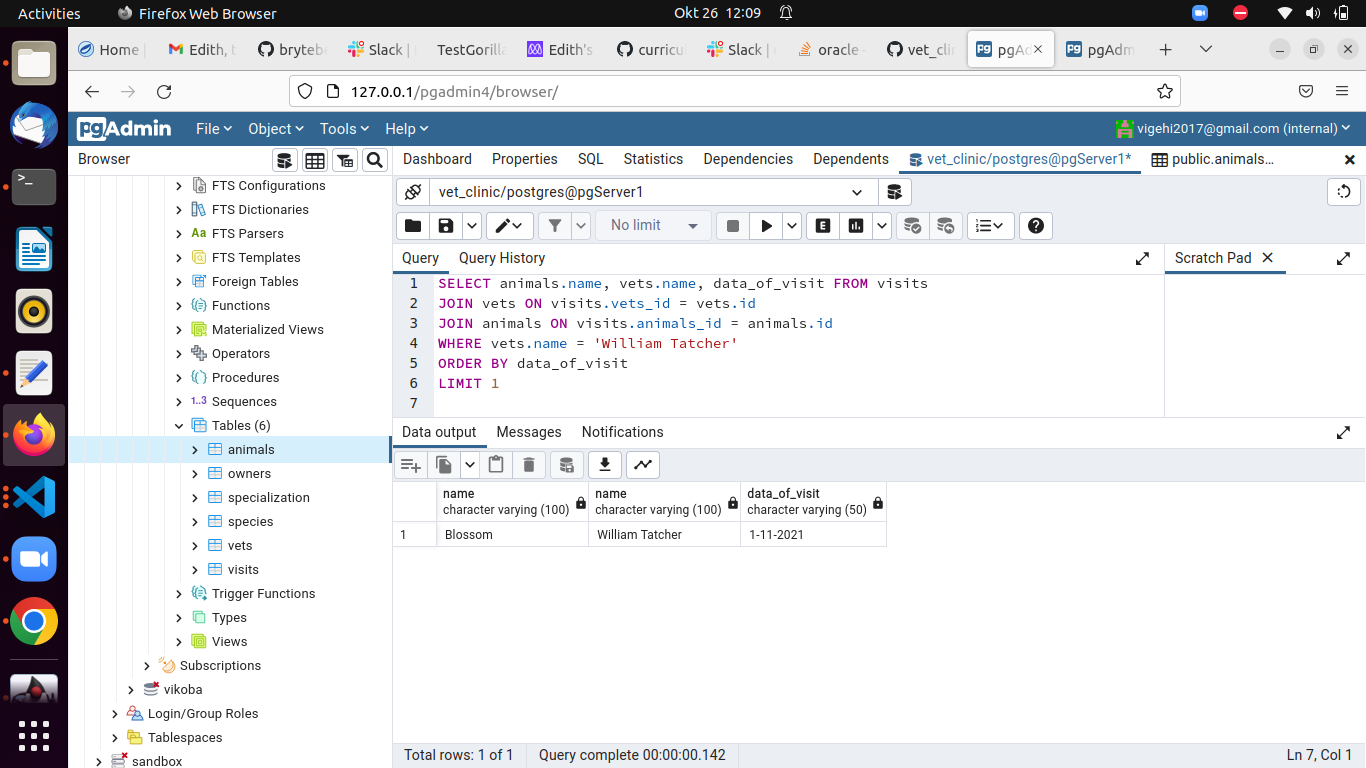 Activities
Firefox Web Browser
Okt 26 12:09
Home
Edith, t
bryteb
Slack |
TestGorilla
Edith's
curricu
Slack |
oracle
vet_clin
pgAd
pgAdm
127.0.0.1/pgadmin4/browser/
pgAdmin
File
Object
Tools
Help
vigehi2017@gmail.com (internal)
Browser
Dashboard
Properties
SQL
Statistics
Dependencies
Dependents
vet_clinic/postgres@pgServer1*
public.animals...
FTS Configurations
FTS Dictionaries
Aa FTS Parsers
FTS Templates
Foreign Tables
Functions
Materialized Views
Operators
Procedures
1..3 Sequences
Tables (6)
animals
owners
specialization
species
vets
visits
Trigger Functions
Types
Views
Subscriptions
vikoba
Login/Group Roles
Tablespaces
sandbox
vet_clinic/postgres@pgServer1
No limit
E
Query
Query History
Scratch Pad
1 SELECT animals.name, vets.name, data_of_visit FROM visits
2 JOIN vets ON visits.vets_id = vets.id
3 JOIN animals ON visits.animals_id = animals.id
4 WHERE vets.name = 'William Tatcher'
5 ORDER BY data_of_visit
6 LIMIT 1
7
Data output
Messages
Notifications
name
character varying (100)
name
character varying (100)
data_of_visit
character varying (50)
1
Blossom
William Tatcher
1-11-2021
Total rows: 1 of 1
Query complete 00:00:00.142
Ln 7, Col 1